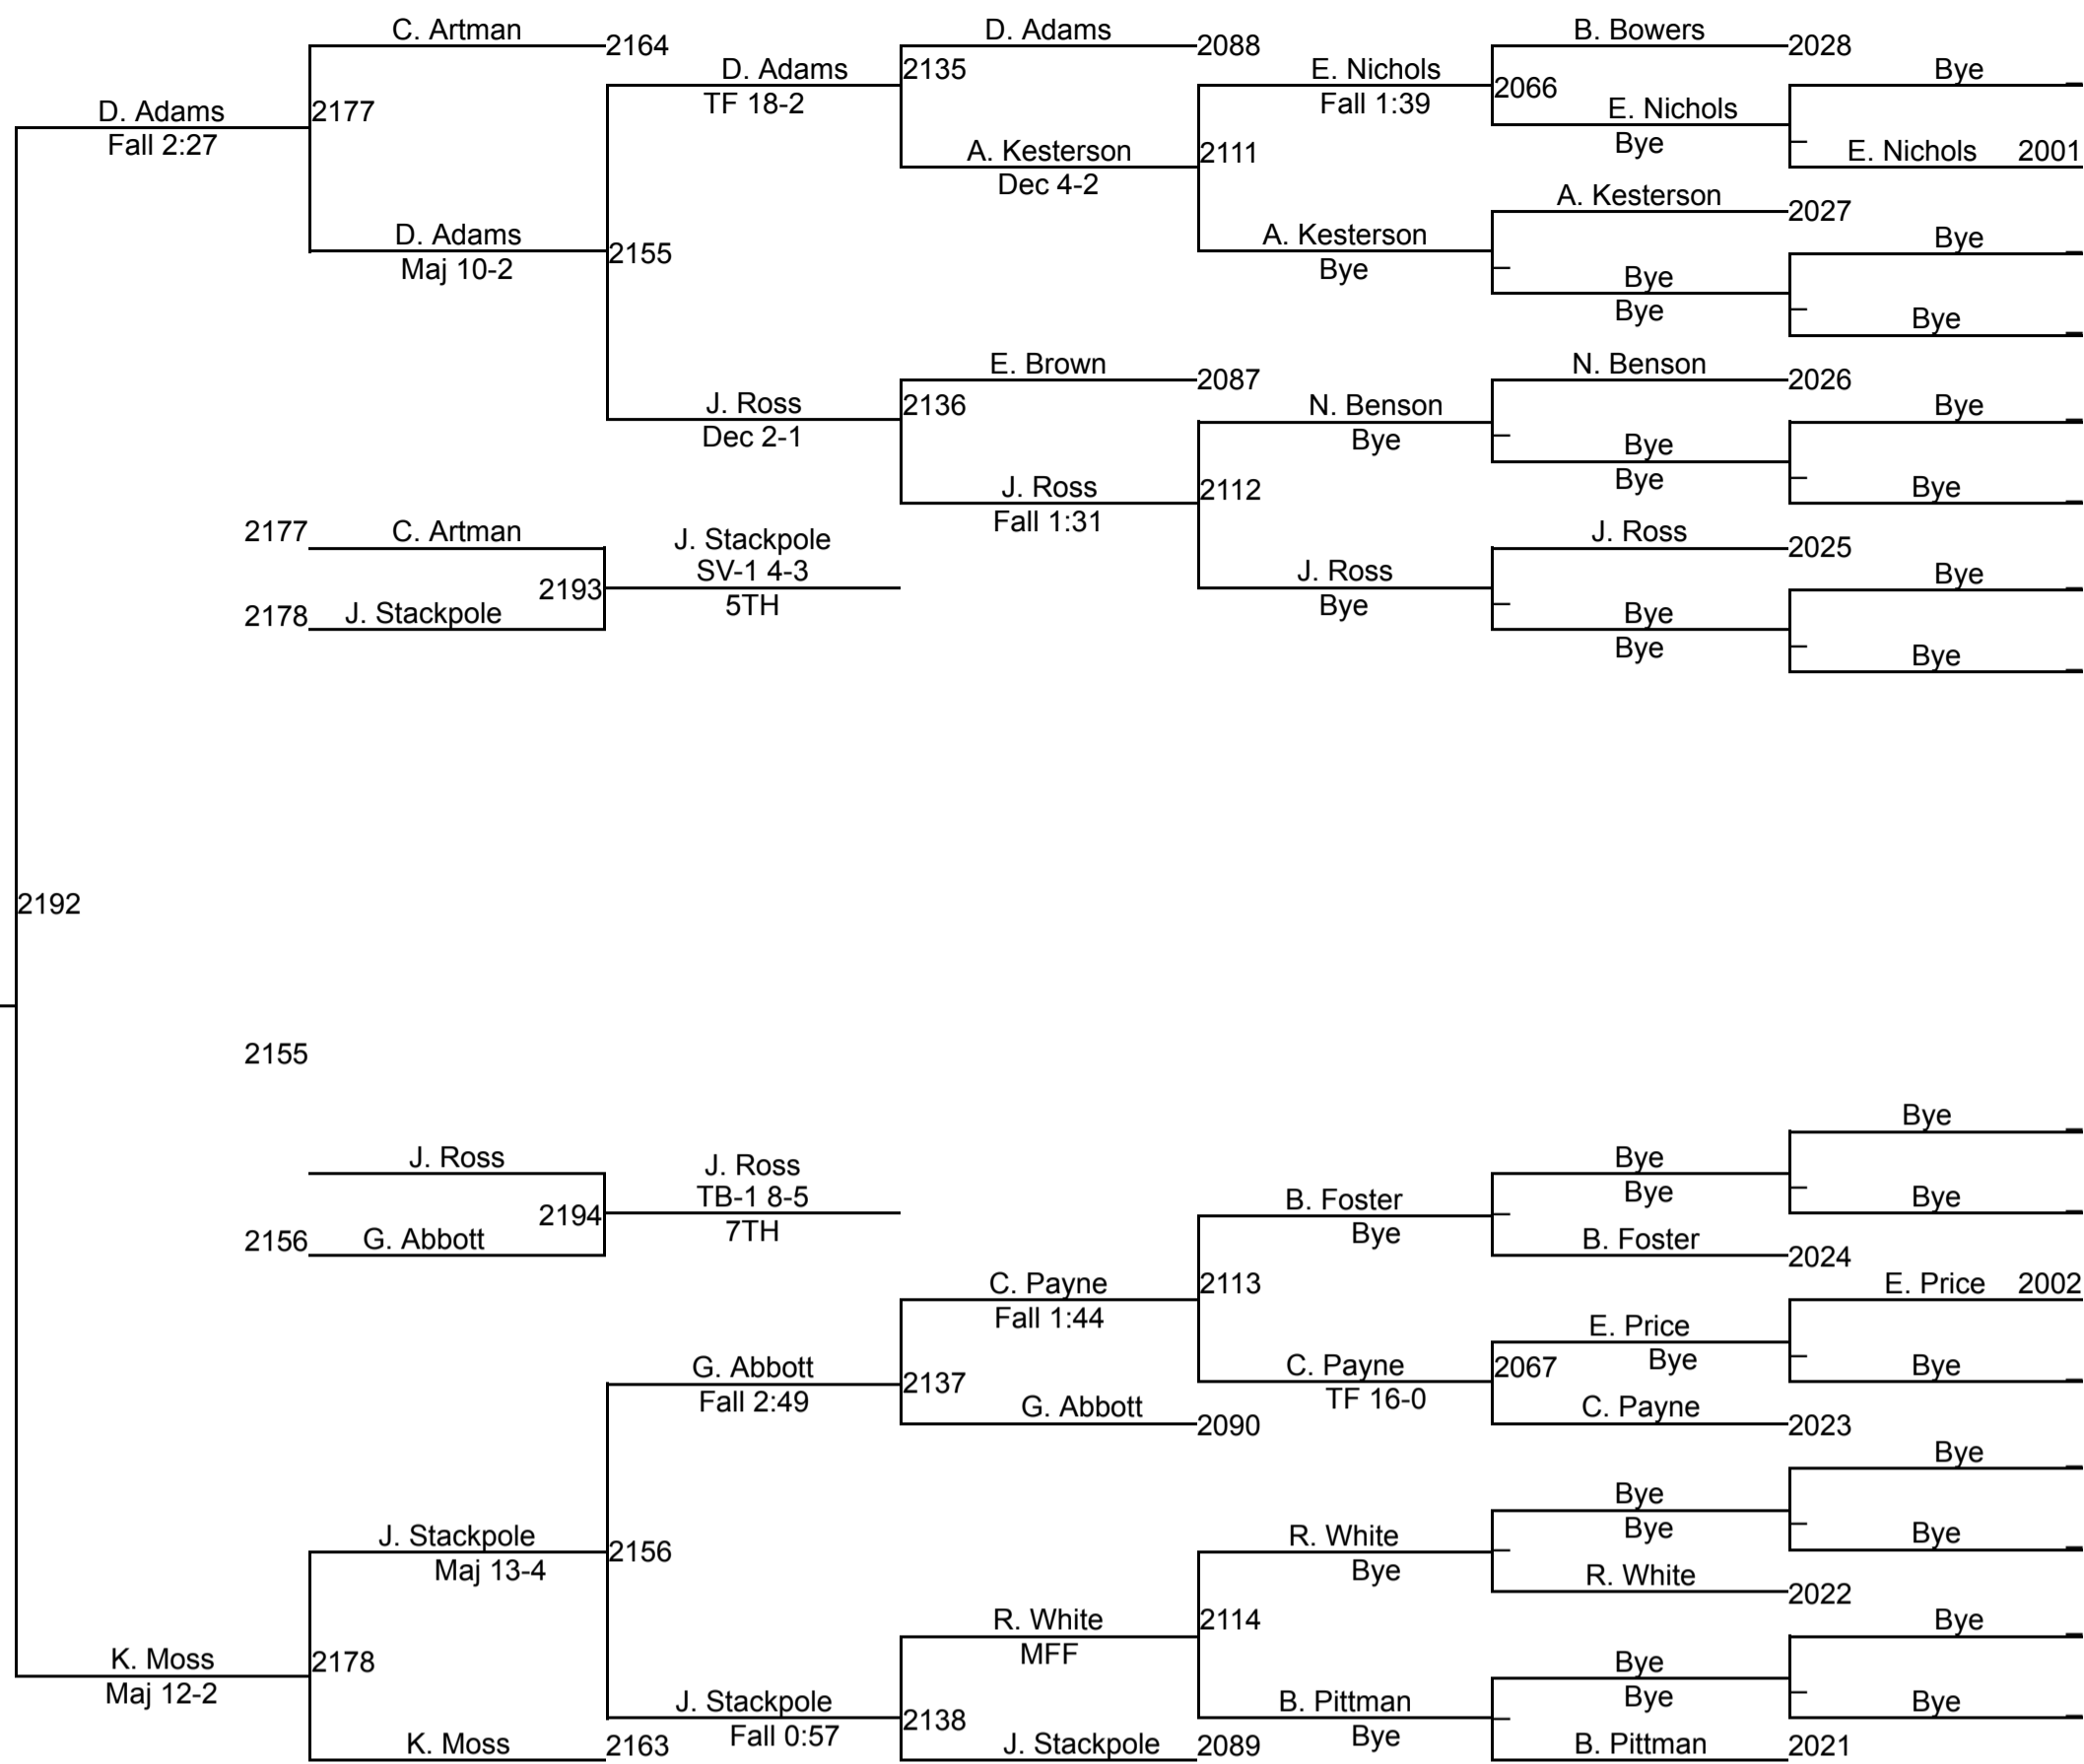 C. Artman
2164
D. Adams
2088
B. Bowers
2028
D. Adams
TF 18-2
2135
E. Nichols
Fall 1:39
2066
Bye
D. Adams
Fall 2:27
2177
E. Nichols
Bye
A. Kesterson
Dec 4-2
2111
E. Nichols 2001
A. Kesterson
2027
D. Adams
Maj 10-2
2155
A. Kesterson
Bye
Bye
Bye
Bye
Bye
E. Brown
2087
N. Benson
2026
J. Ross
Dec 2-1
2136
N. Benson
Bye
Bye
Bye
Bye
J. Ross
Fall 1:31
2112
Bye
2177
C. Artman
J. Stackpole
SV-1 4-3
5TH
2193
2178
J. Stackpole
J. Ross
2025
J. Ross
Bye
Bye
Bye
Bye
Bye
2192
2155
Bye
J. Ross
J. Ross
TB-1 8-5
7TH
2194
2156
G. Abbott
Bye
Bye
Bye
B. Foster
Bye
B. Foster
2024
C. Payne
Fall 1:44
2113
E. Price 2002
E. Price
Bye
G. Abbott
Fall 2:49
2137
C. Payne
TF 16-0
2067
Bye
G. Abbott
2090
C. Payne
2023
Bye
Bye
Bye
J. Stackpole
Maj 13-4
2156
R. White
Bye
Bye
R. White
2022
R. White
MFF
2114
Bye
K. Moss
Maj 12-2
2178
Bye
Bye
J. Stackpole
Fall 0:57
2138
B. Pittman
Bye
Bye
K. Moss
2163
J. Stackpole
2089
B. Pittman
2021